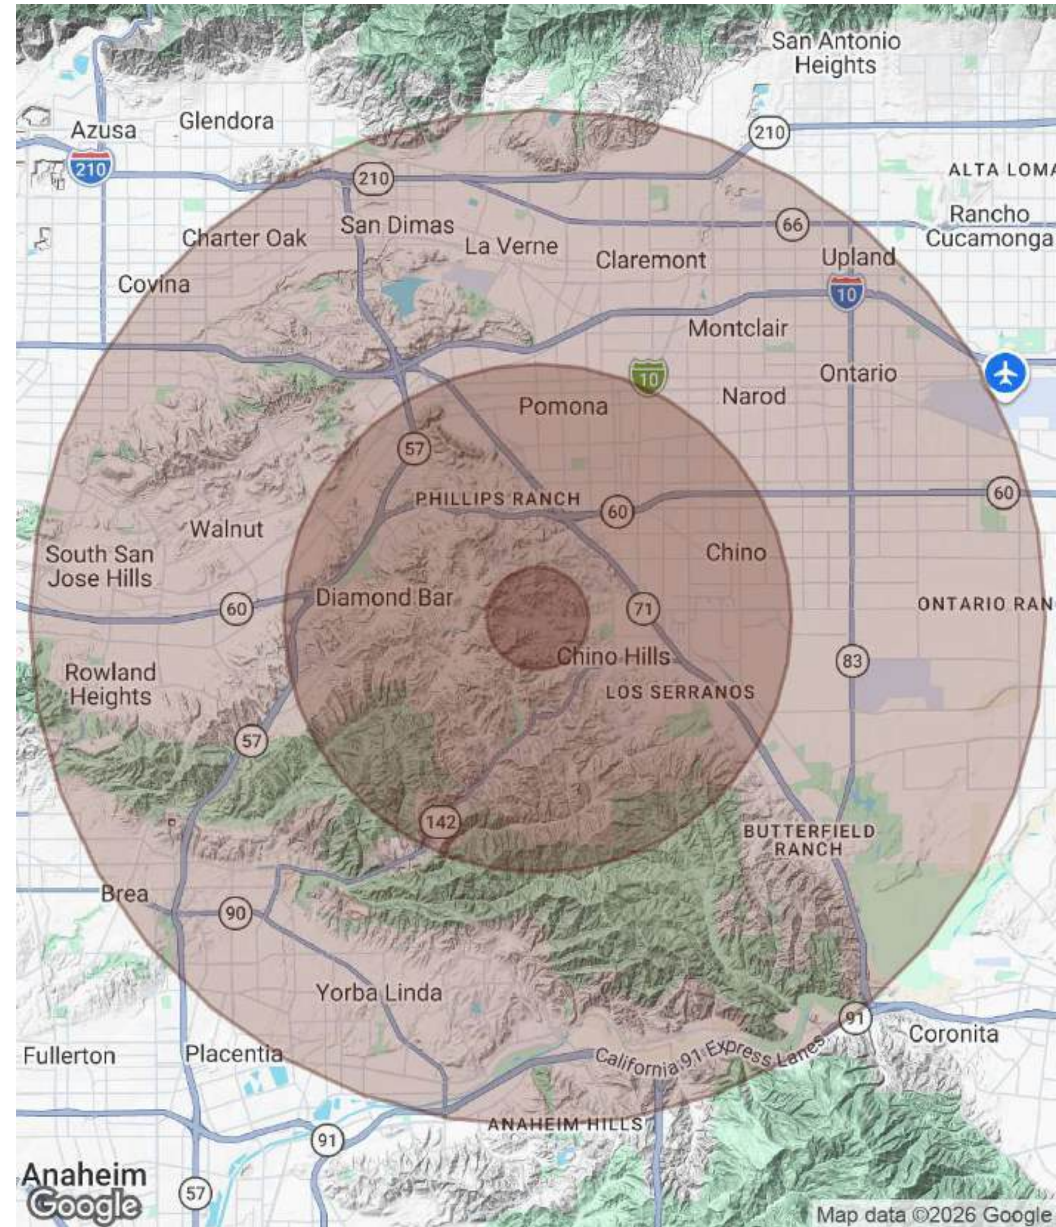 San Antonio
Heights
Glendora
Azusa
210
210
210
ALTA LOMA
San Dimas
66
Rancho
Cucamonga
Charter Oak
La Verne
Claremont
Upland
Covina
10
Montclair
Ontario
10
Narod
Pomona
57
PHILLIPS RANCH
60
60
Walnut
Chino
South San
Jose Hills
Diamond Bar
60
71
ONTARIO RAN
Chino Hills
83
Rowland
Heights
LOS SERRANOS
57
142
BUTTERFIELD
RANCH
Brea
90
Yorba Linda
91
Coronita
Fullerton
Placentia
California 91 Express Lanes
ANAHEIM HILLS
91
Anaheim
57
Google
Map data ©2026 Google